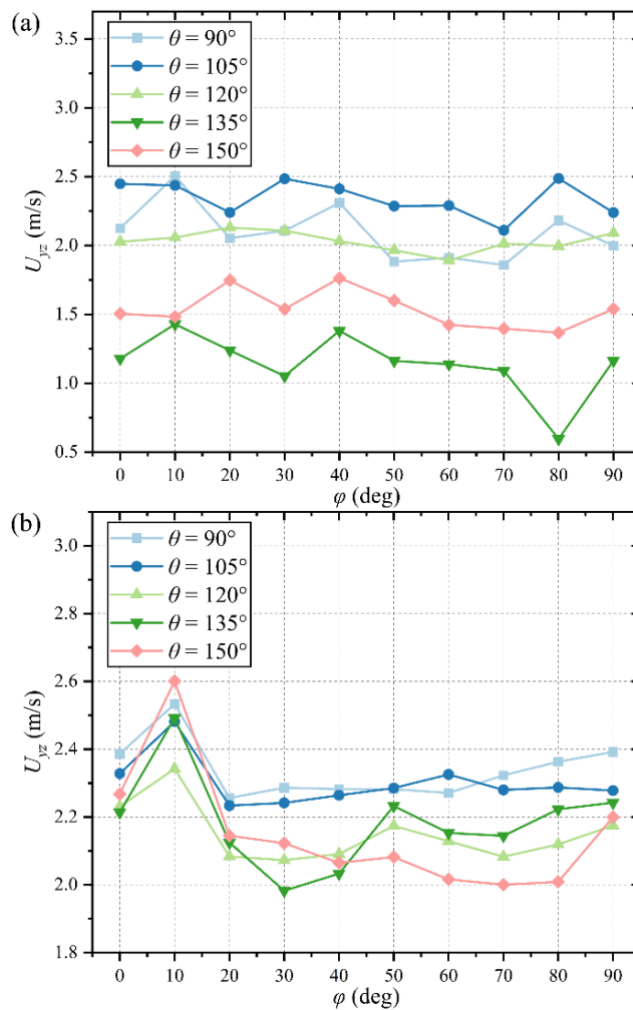 (a)
3.5
3.0
2.5
2.0
1.5
1.0
0.5
U_yz (m/s)
θ = 90°
θ = 105°
θ = 120°
θ = 135°
θ = 150°
0 10 20 30 40 50 60 70 80 90
φ (deg)
(b)
3.0
2.8
2.6
2.4
2.2
2.0
1.8
U_yz (m/s)
θ = 90°
θ = 105°
θ = 120°
θ = 135°
θ = 150°
0 10 20 30 40 50 60 70 80 90
φ (deg)